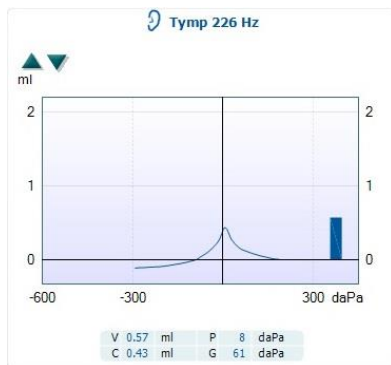 Tymp 226 Hz
ml
2 2
1 1
0 0
-600 -300 300 daPa
V 0.57 ml P 8 daPa
C 0.43 ml G 61 daPa